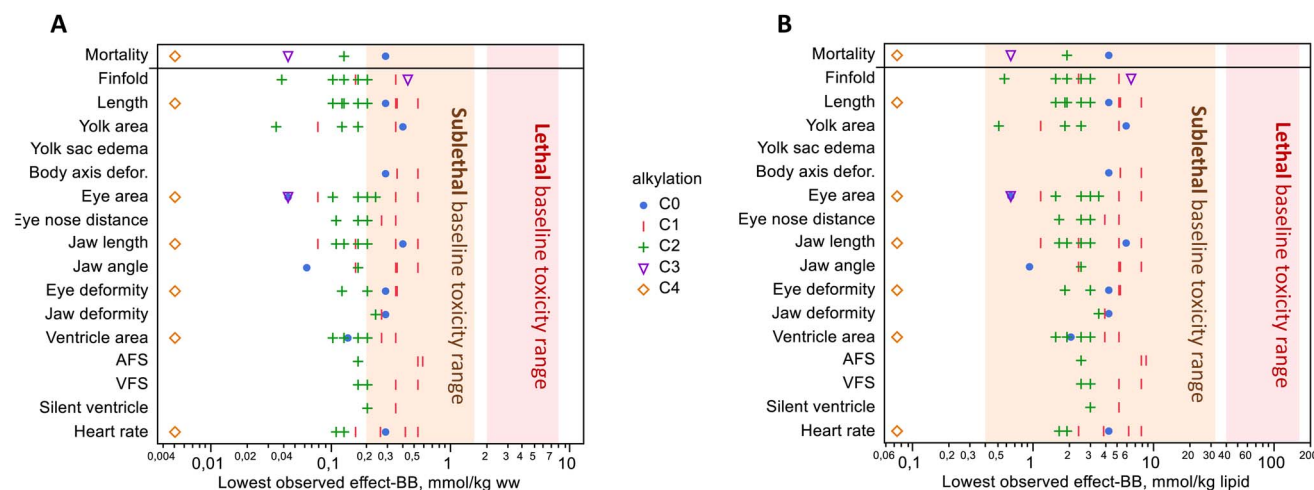 A
Mortality
Finfold
Length
Yolk area
Yolk sac edema
Body axis defor.
Eye area
Eye nose distance
Jaw length
Jaw angle
Eye deformity
Jaw deformity
Ventricle area
AFS
VFS
Silent ventricle
Heart rate
Sublethal baseline toxicity range
Lethal baseline toxicity range
0,004 0,01 0,02 0,04 0,1 0,3 0,5 1 2 3 4 5 7 10
Lowest observed effect-BB, mmol/kg ww
alkylation
C0
C1
C2
C3
C4
B
Mortality
Finfold
Length
Yolk area
Yolk sac edema
Body axis defor.
Eye area
Eye nose distance
Jaw length
Jaw angle
Eye deformity
Jaw deformity
Ventricle area
AFS
VFS
Silent ventricle
Heart rate
Sublethal baseline toxicity range
Lethal baseline toxicity range
0,06 0,1 0,2 0,3 0,5 1 2 3 4 5 6 10 20 30 40 60 100 200
Lowest observed effect-BB, mmol/kg lipid